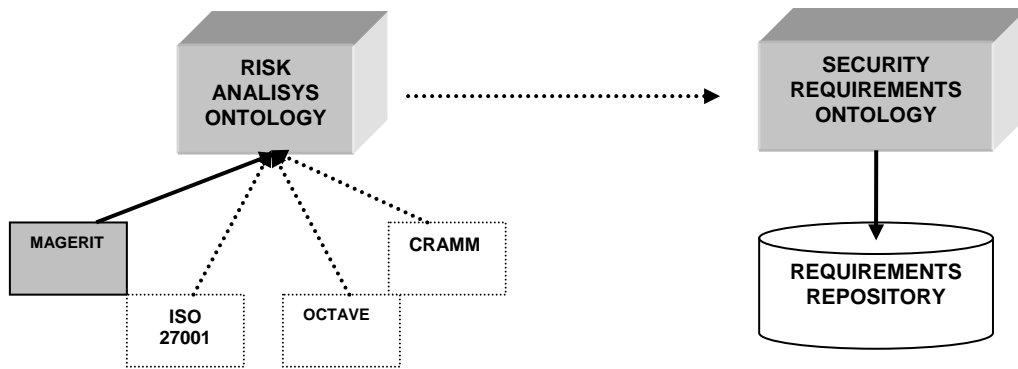 RISK
ANALISYS
ONTOLOGY
SECURITY
REQUIREMENTS
ONTOLOGY
MAGERIT
CRAMM
ISO
27001
OCTAVE
REQUIREMENTS
REPOSITORY